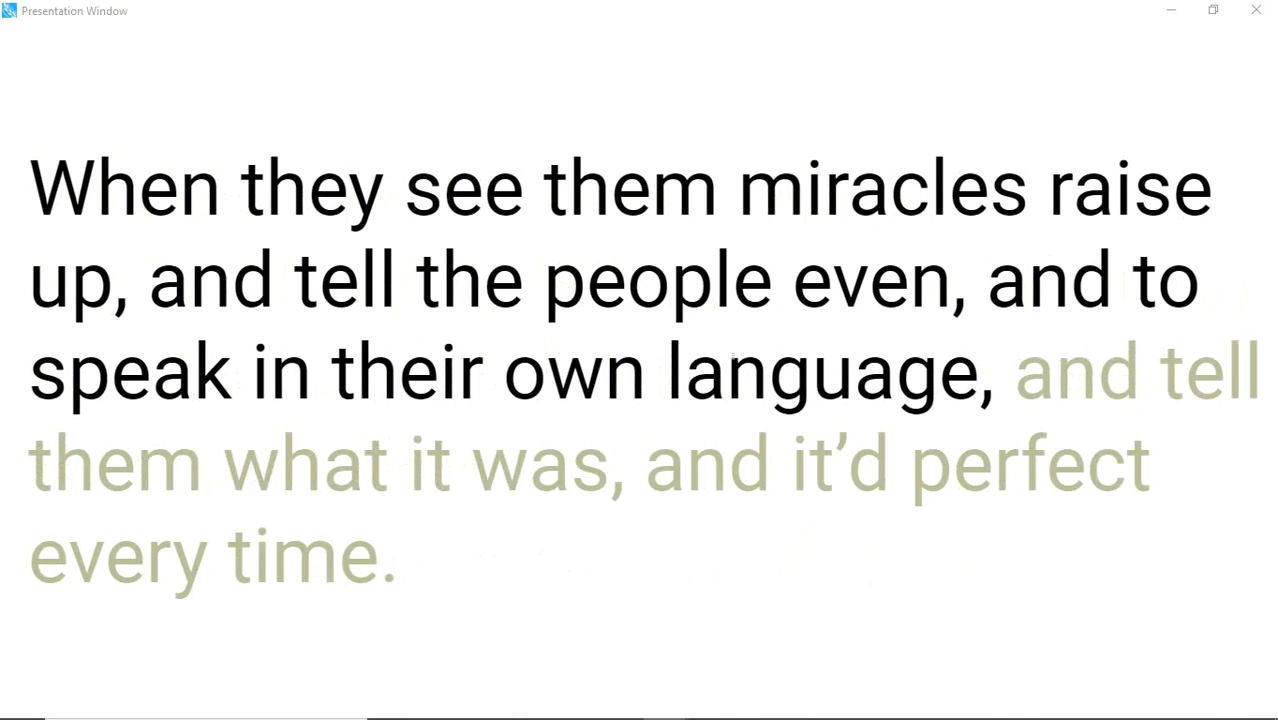 Presentation Window
When they see them miracles raise
up, and tell the people even, and to
speak in their own language, and tell
them what it was, and it’d perfect
every time.